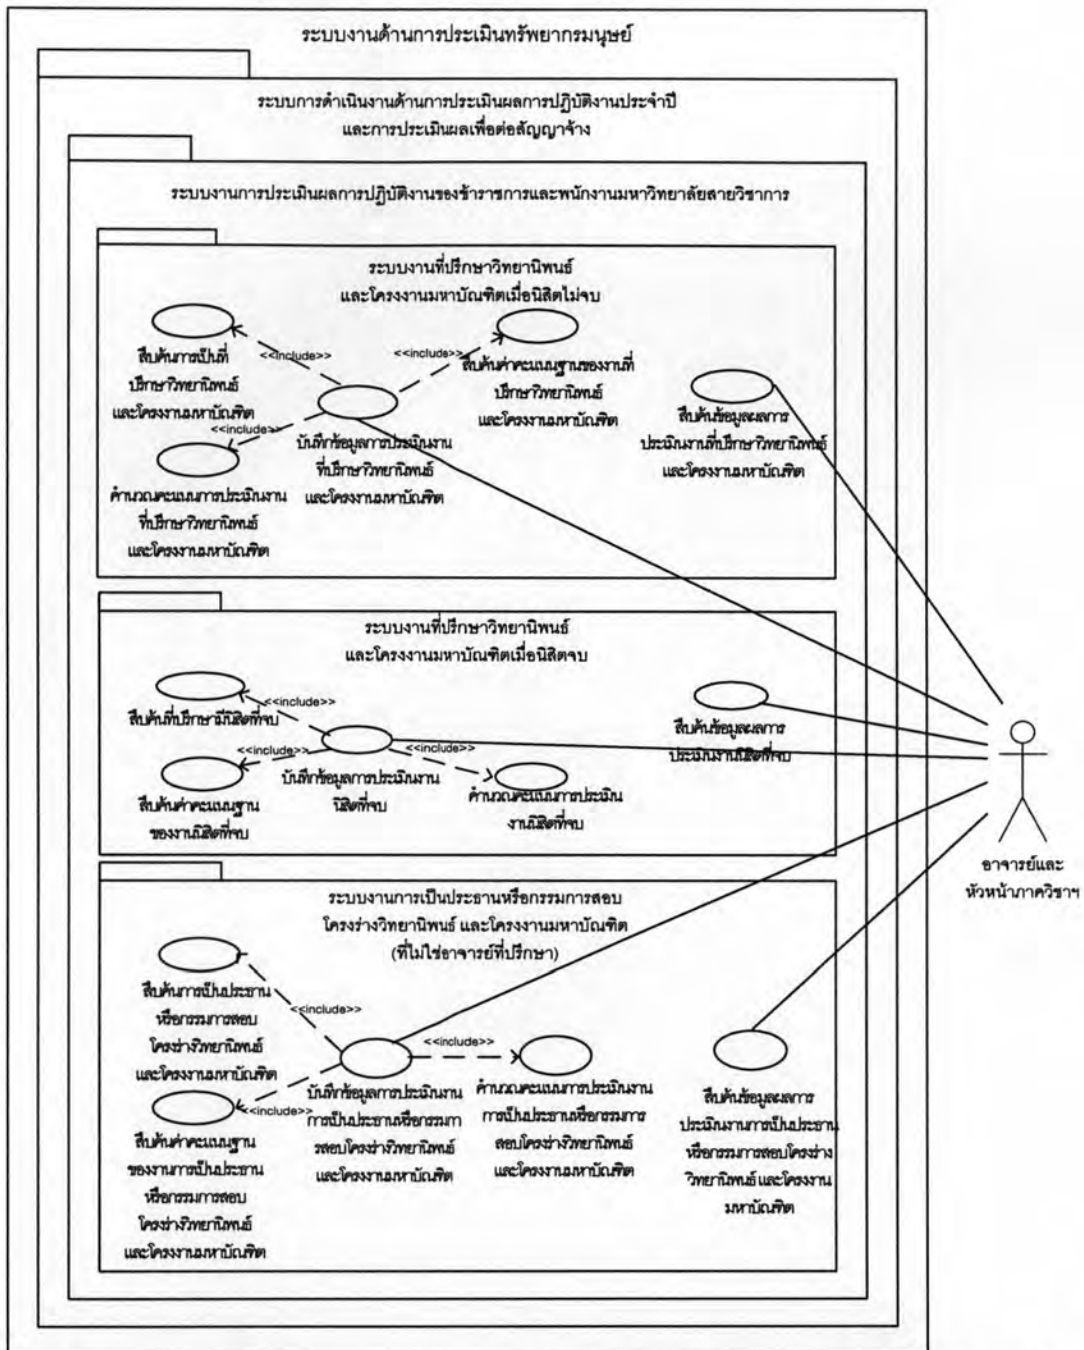 ระบบงานด้านการประเมินทรัพยากรมนุษย์
ระบบการดำเนินงานด้านการประเมินผลการปฏิบัติงานประจำปี
และการประเมินผลเพื่อต่อสัญญาจ้าง
ระบบงานการประเมินผลการปฏิบัติงานของข้าราชการและพนักงานมหาวิทยาลัยสายวิชาการ
ระบบงานที่ปรึกษาวิทยานิพนธ์
และโครงงานมหาบัณฑิตเมื่อนิสิตไม่จบ
สืบค้นการเป็นที่
ปรึกษาวิทยานิพนธ์
และโครงงานมหาบัณฑิต
<<include>>
<<include>>
สืบค้นค่าคะแนนฐานของงานที่
ปรึกษาวิทยานิพนธ์
และโครงงานมหาบัณฑิต
<<include>>
บันทึกข้อมูลการประเมินงาน
ที่ปรึกษาวิทยานิพนธ์
และโครงงานมหาบัณฑิต
คำนวณคะแนนการประเมินงาน
ที่ปรึกษาวิทยานิพนธ์
และโครงงานมหาบัณฑิต
สืบค้นข้อมูลผลการ
ประเมินงานที่ปรึกษาวิทยานิพนธ์
และโครงงานมหาบัณฑิต
ระบบงานที่ปรึกษาวิทยานิพนธ์
และโครงงานมหาบัณฑิตเมื่อนิสิตจบ
<<include>>
สืบค้นที่ปรึกษามีนิสิตที่จบ
<<include>>
<<include>>
บันทึกข้อมูลการประเมินงาน
นิสิตที่จบ
สืบค้นค่าคะแนนฐาน
ของงานนิสิตที่จบ
คำนวณคะแนนการประเมิน
งานนิสิตที่จบ
สืบค้นข้อมูลผลการ
ประเมินงานนิสิตที่จบ
อาจารย์และ
หัวหน้าภาควิชาฯ
ระบบงานการเป็นประธานหรือกรรมการสอบ
โครงร่างวิทยานิพนธ์ และโครงงานมหาบัณฑิต
(ที่ไม่ใช่อาจารย์ที่ปรึกษา)
สืบค้นการเป็นประธาน
หรือกรรมการสอบ
โครงร่างวิทยานิพนธ์
และโครงงานมหาบัณฑิต
<<include>>
<<include>>
<<include>>
บันทึกข้อมูลการประเมินงาน
การเป็นประธานหรือกรรมกา
รสอบโครงร่างวิทยานิพนธ์
และโครงงานมหาบัณฑิต
คำนวณคะแนนการประเมินงาน
การเป็นประธานหรือกรรมการ
สอบโครงร่างวิทยานิพนธ์
และโครงงานมหาบัณฑิต
สืบค้นค่าคะแนนฐาน
ของงานการเป็นประธาน
หรือกรรมการสอบ
โครงร่างวิทยานิพนธ์
และโครงงานมหาบัณฑิต
สืบค้นข้อมูลผลการ
ประเมินงานการเป็นประธาน
หรือกรรมการสอบโครงร่าง
วิทยานิพนธ์ และโครงงาน
มหาบัณฑิต